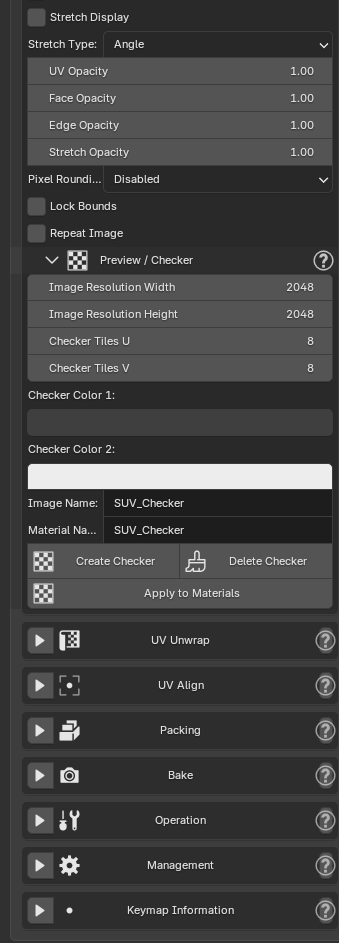 Stretch Display
Stretch Type: Angle
UV Opacity 1.00
Face Opacity 1.00
Edge Opacity 1.00
Stretch Opacity 1.00
Pixel Roundi... Disabled
Lock Bounds
Repeat Image
Preview / Checker ?
Image Resolution Width 2048
Image Resolution Height 2048
Checker Tiles U 8
Checker Tiles V 8
Checker Color 1:
Checker Color 2:
Image Name: SUV_Checker
Material Na... SUV_Checker
Create Checker Delete Checker
Apply to Materials
UV Unwrap ?
UV Align ?
Packing ?
Bake ?
Operation ?
Management ?
Keymap Information ?